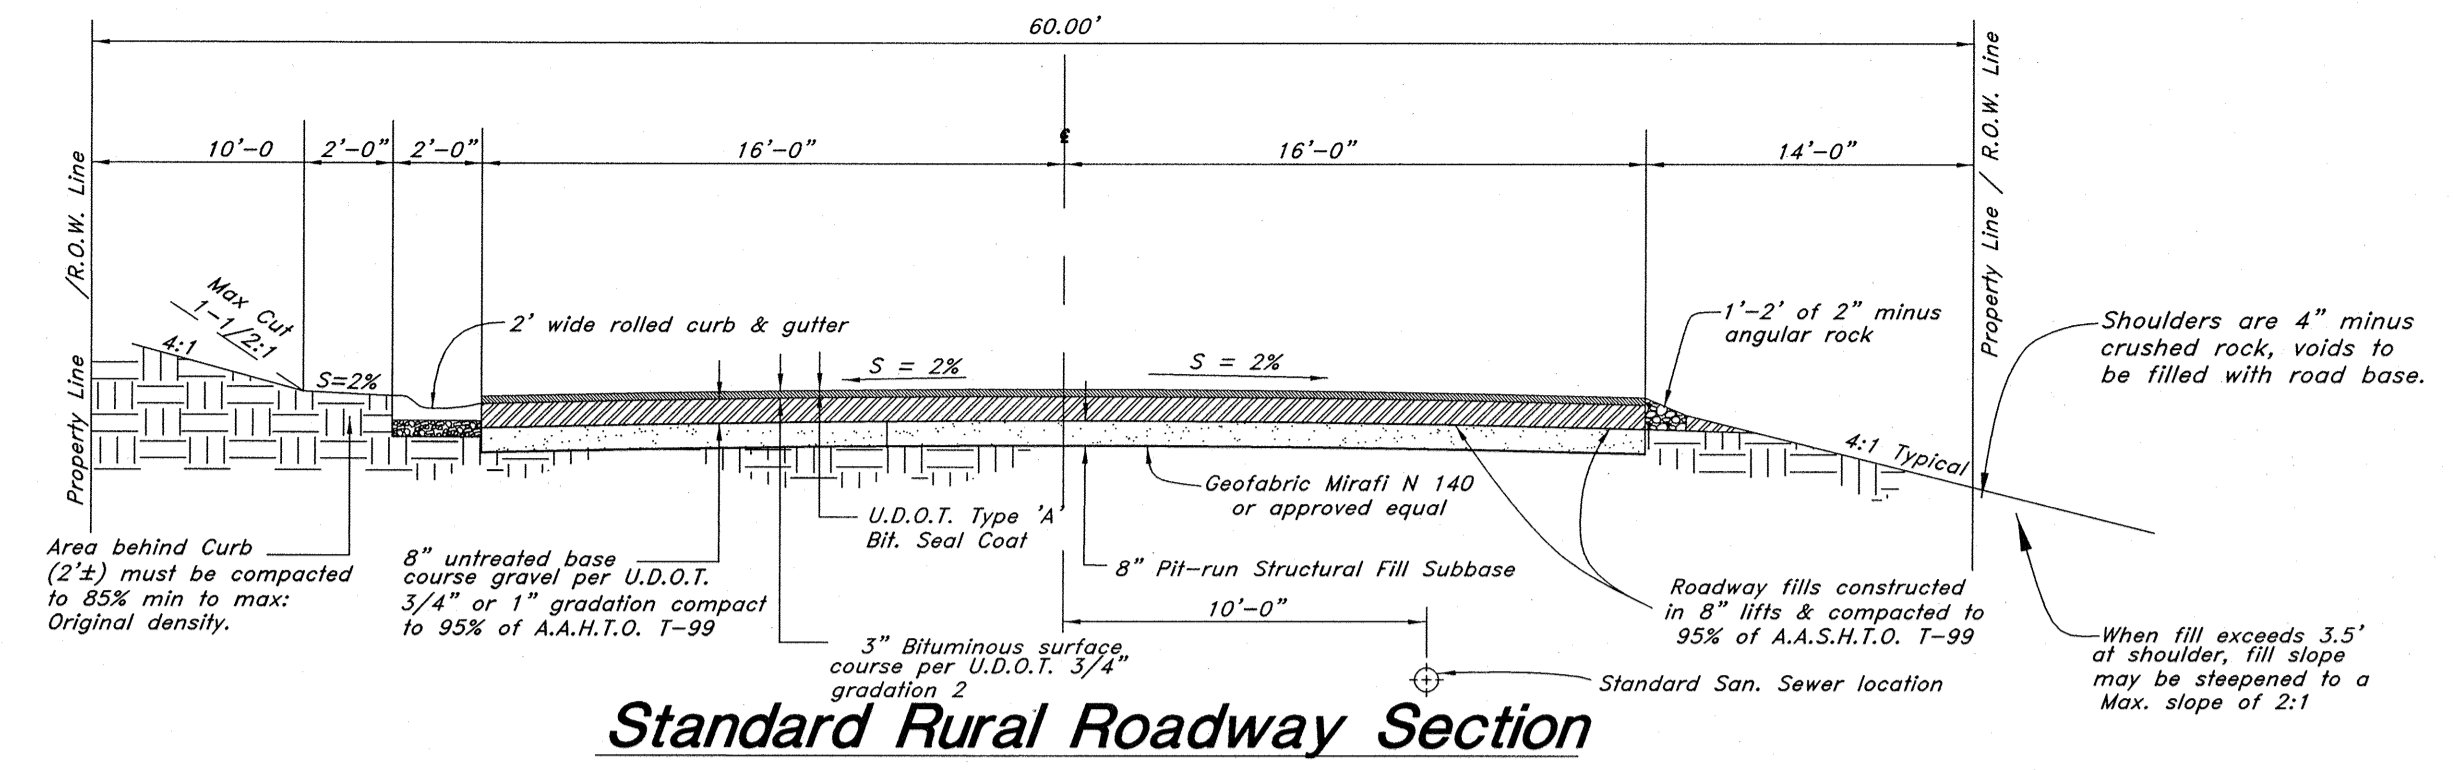 60.00'
10'-0
2'-0"
2'-0"
16'-0"
16'-0"
14'-0"
Property Line /R.O.W. Line
Property Line / R.O.W. Line
Max Cut
1-1/2:1
4:1
S=2%
2' wide rolled curb & gutter
S = 2%
S = 2%
1'-2' of 2" minus
angular rock
Shoulders are 4" minus
crushed rock, voids to
be filled with road base.
4:1 Typical
Geofabric Mirafi N 140
or approved equal
U.D.O.T. Type 'A'
Bit. Seal Coat
Area behind Curb
(2'±) must be compacted
to 85% min to max:
Original density.
8" untreated base
course gravel per U.D.O.T.
3/4" or 1" gradation compact
to 95% of A.A.H.T.O. T-99
8" Pit-run Structural Fill Subbase
10'-0"
Roadway fills constructed
in 8" lifts & compacted to
95% of A.A.S.H.T.O. T-99
3" Bituminous surface
course per U.D.O.T. 3/4"
gradation 2
Standard San. Sewer location
When fill exceeds 3.5'
at shoulder, fill slope
may be steepened to a
Max. slope of 2:1
Standard Rural Roadway Section